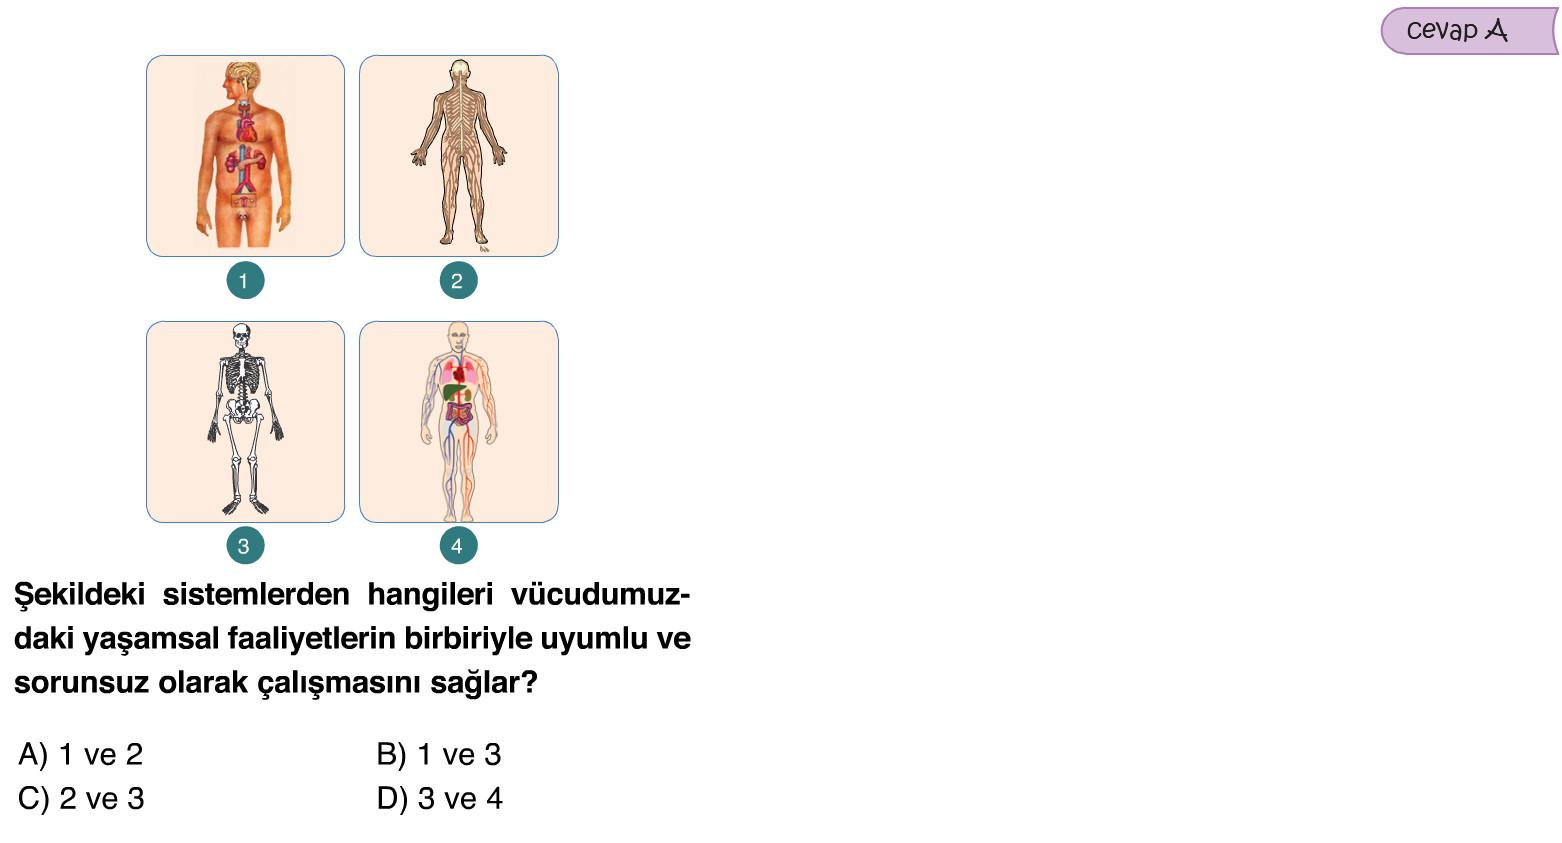 cevap A
1
2
3
4
Şekildeki sistemlerden hangileri vücudumuz-
daki yaşamsal faaliyetlerin birbiriyle uyumlu ve
sorunsuz olarak çalışmasını sağlar?
A) 1 ve 2
B) 1 ve 3
C) 2 ve 3
D) 3 ve 4